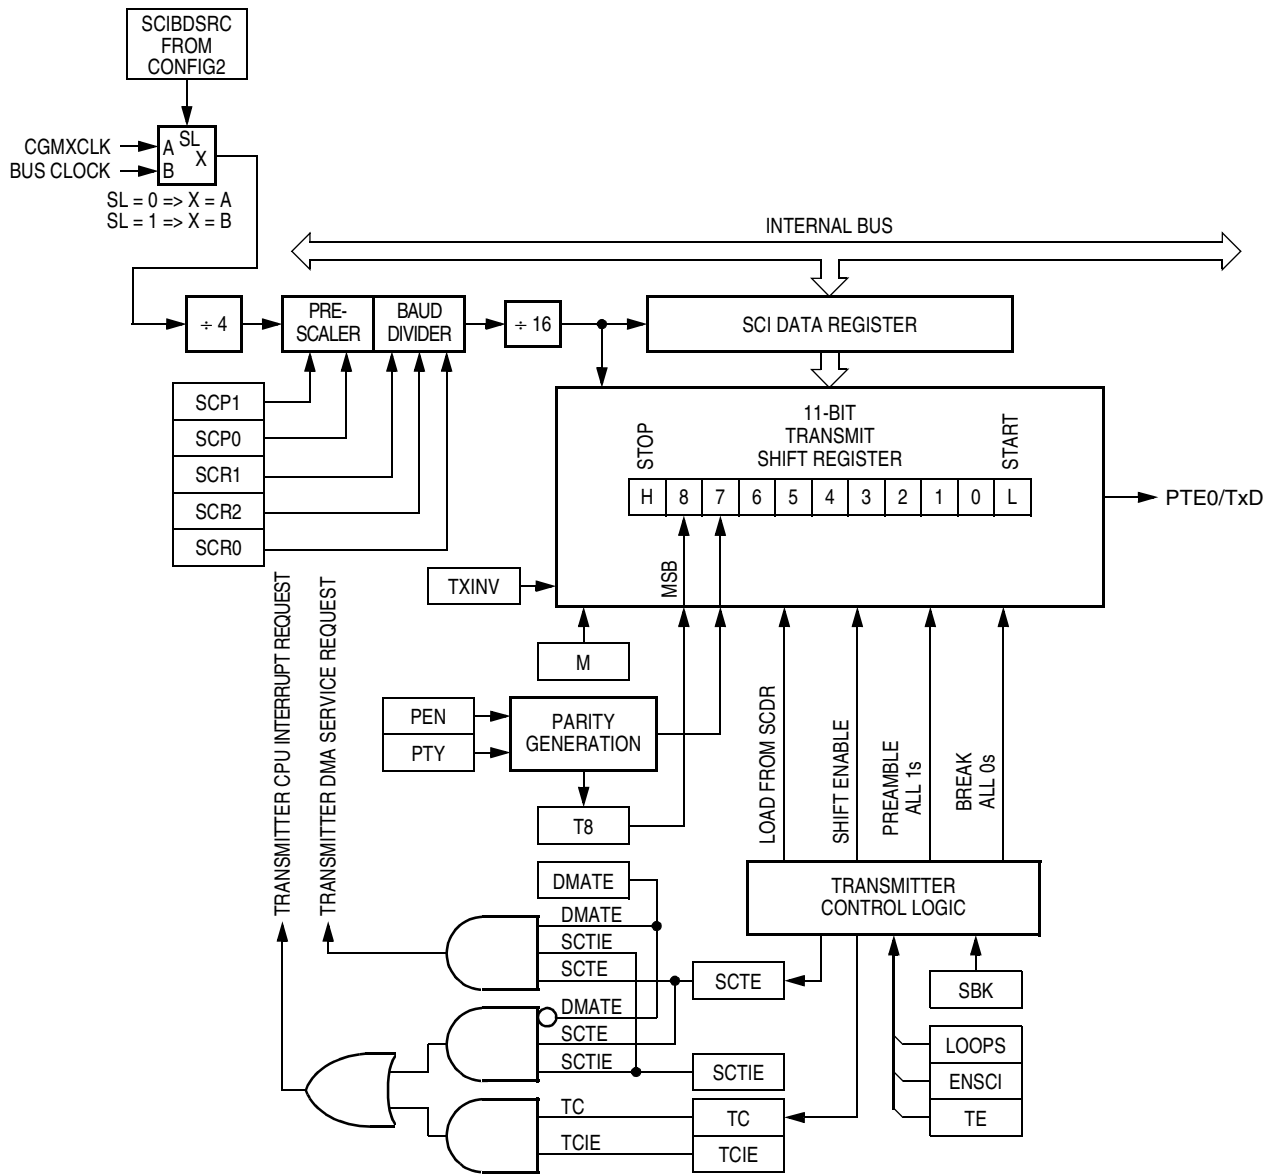 SCIBDSRC
FROM
CONFIG2
CGMXCLK
BUS CLOCK
A
SL
X
B
SL = 0 => X = A
SL = 1 => X = B
INTERNAL BUS
÷ 4
PRE-
SCALER
BAUD
DIVIDER
÷ 16
SCI DATA REGISTER
SCP1
SCP0
SCR1
SCR2
SCR0
11-BIT
TRANSMIT
SHIFT REGISTER
STOP
START
H 8 7 6 5 4 3 2 1 0 L
PTE0/TxD
TXINV
MSB
M
PEN
PTY
PARITY
GENERATION
T8
LOAD FROM SCDR
SHIFT ENABLE
PREAMBLE
ALL 1s
BREAK
ALL 0s
TRANSMITTER CPU INTERRUPT REQUEST
TRANSMITTER DMA SERVICE REQUEST
DMATE
TRANSMITTER
CONTROL LOGIC
DMATE
SCTIE
SCTE
SCTE
SBK
DMATE
SCTE
SCTIE
SCTIE
LOOPS
ENSCI
TE
TC
TC
TCIE
TCIE